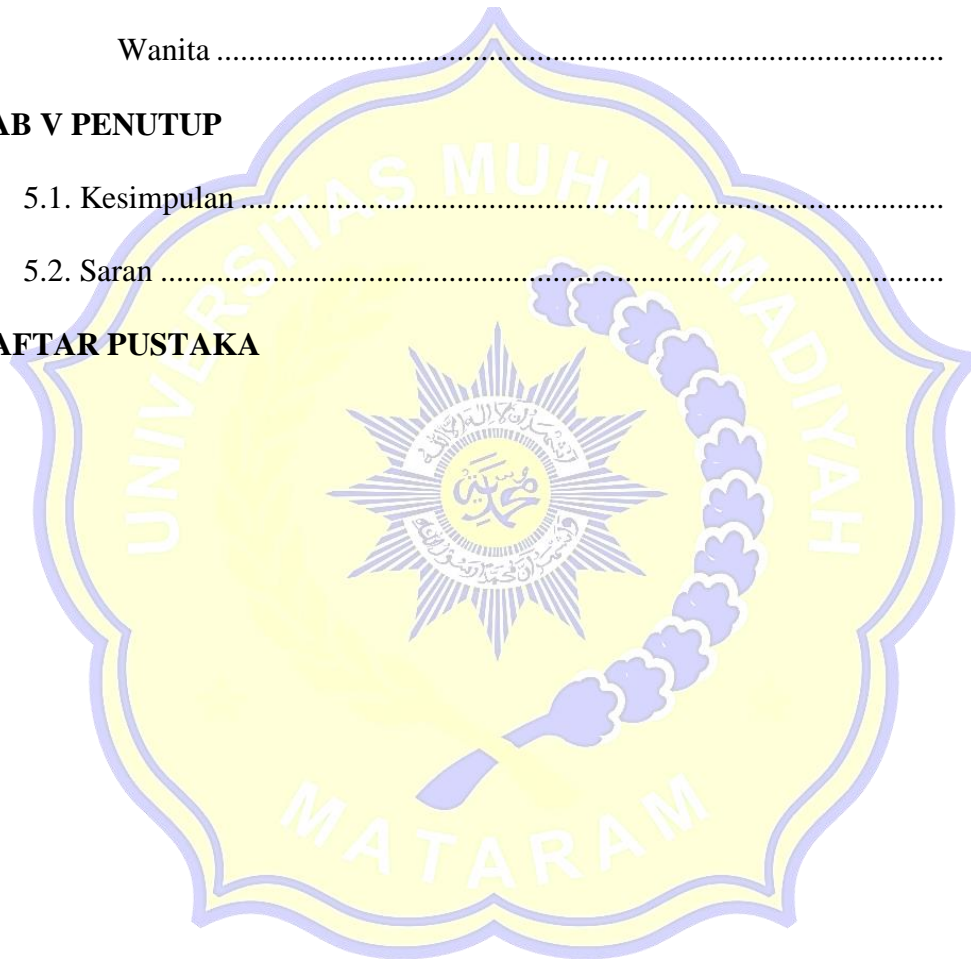 Wanita ............................................................................................
AB V PENUTUP
5.1. Kesimpulan .........................................................................................
5.2. Saran ...................................................................................................
AFTAR PUSTAKA
UNIVERSITAS MUHAMMADIYAH
MATARAM